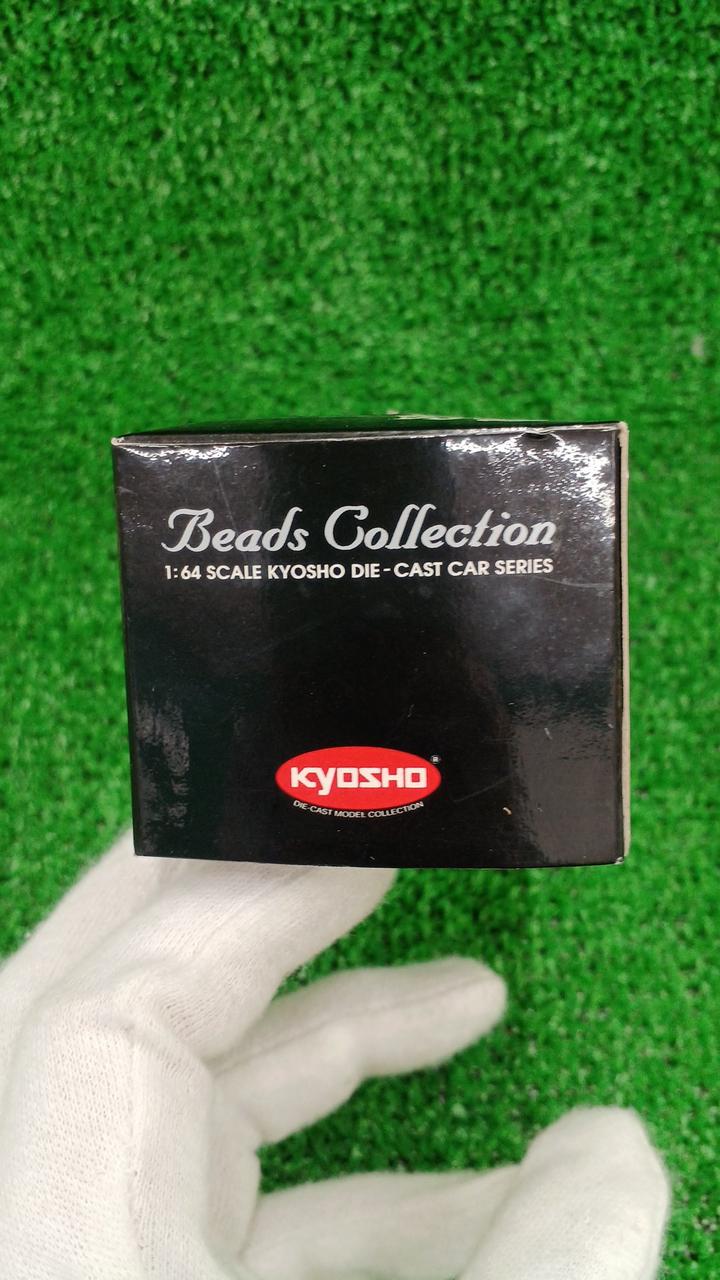 Beads Collection
1:64 SCALE KYOSHO DIE-CAST CAR SERIES
KYOSHO®
DIE-CAST MODEL COLLECTION